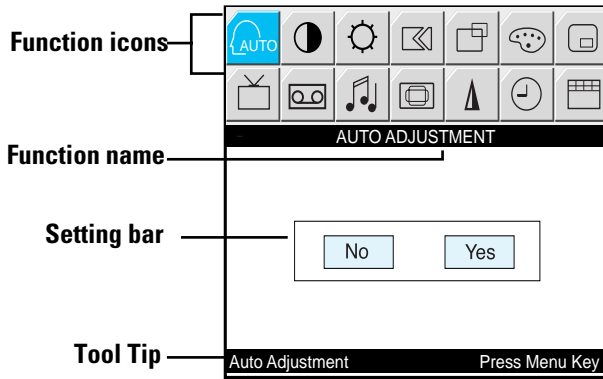 Function icons
AUTO
AUTO ADJUSTMENT
Function name
Setting bar
No Yes
Tool Tip
Auto Adjustment Press Menu Key